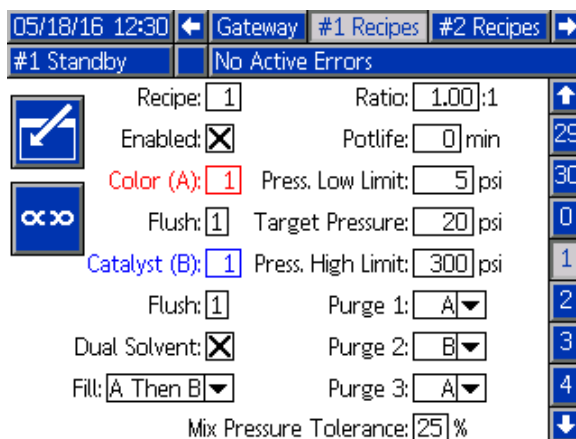 05/18/16 12:30 Gateway #1 Recipes #2 Recipes
#1 Standby No Active Errors
Recipe: 1 Ratio: 1.00:1
Enabled: Potlife: 0 min 29
Color (A): 1 Press. Low Limit: 5 psi 30
Flush: 1 Target Pressure: 20 psi 0
Catalyst (B): 1 Press. High Limit: 300 psi 1
Flush: 1 Purge 1: A 2
Dual Solvent: Purge 2: B 3
Fill: A Then B Purge 3: A 4
Mix Pressure Tolerance: 25 %